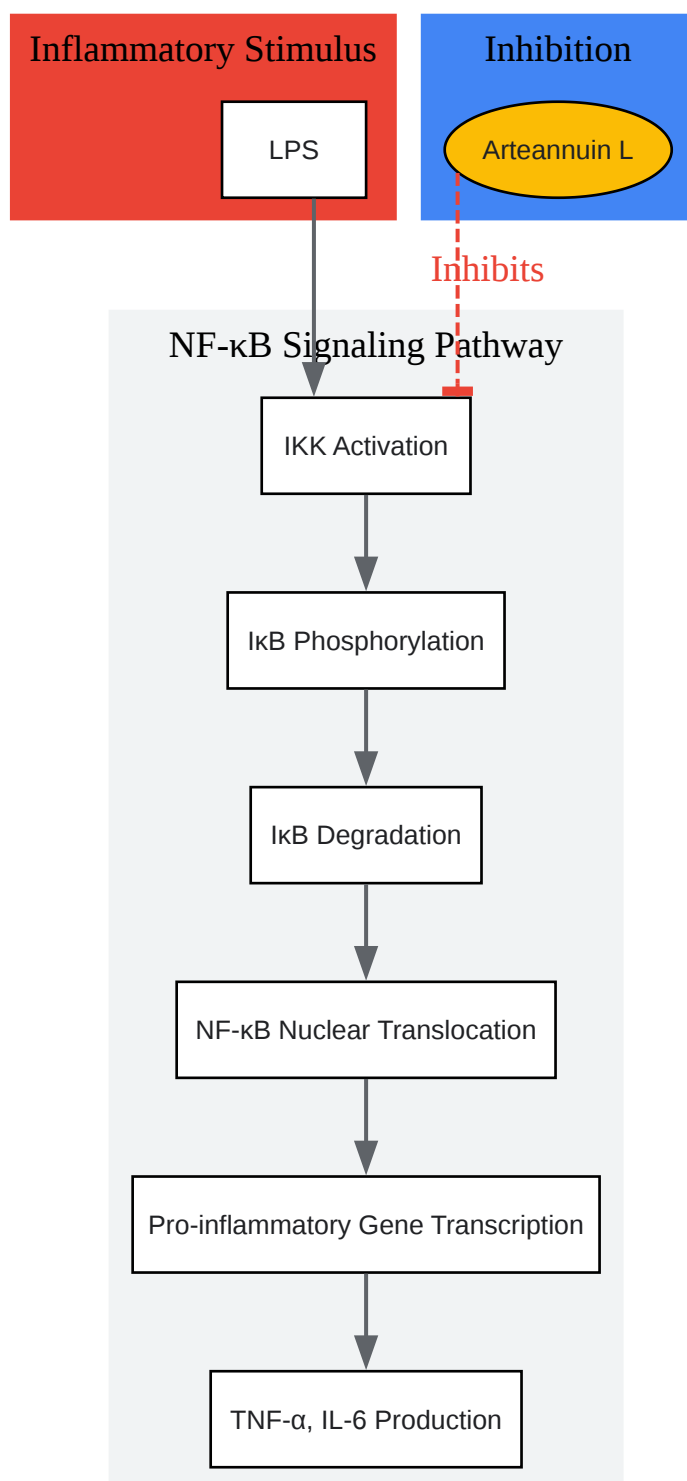 Inflammatory Stimulus
Inhibition
LPS
Arteannuin L
Inhibits
NF-κB Signaling Pathway
IKK Activation
IκB Phosphorylation
IκB Degradation
NF-κB Nuclear Translocation
Pro-inflammatory Gene Transcription
TNF-α, IL-6 Production